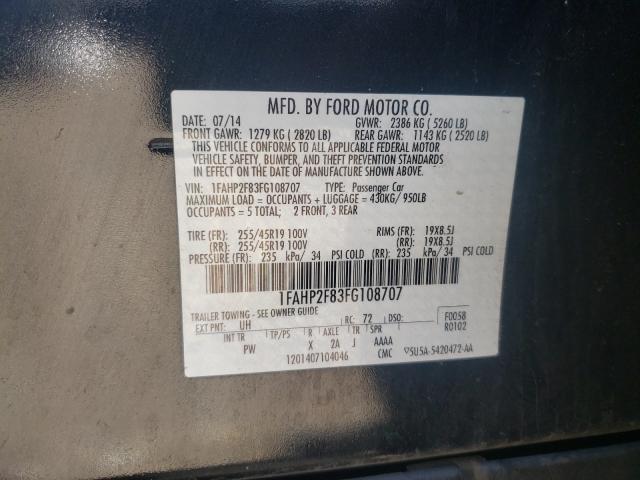 MFD. BY FORD MOTOR CO.
DATE: 07/14 GVWR: 2386 KG ( 5260 LB)
FRONT GAWR: 1279 KG ( 2820 LB) REAR GAWR: 1143 KG ( 2520 LB)
THIS VEHICLE CONFORMS TO ALL APPLICABLE FEDERAL MOTOR
VEHICLE SAFETY, BUMPER, AND THEFT PREVENTION STANDARDS
IN EFFECT ON THE DATE OF MANUFACTURE SHOWN ABOVE.
VIN: 1FAHP2F83FG108707 TYPE: Passenger Car
MAXIMUM LOAD = OCCUPANTS + LUGGAGE = 430KG/ 950LB
OCCUPANTS = 5 TOTAL; 2 FRONT, 3 REAR
TIRE (FR): 255/45R19 100V RIMS (FR): 19X8.5J
(RR): 255/45R19 100V (RR): 19X8.5J
PRESSURE (FR): 235 kPa/ 34 PSI COLD (RR): 235 kPa/ 34 PSI COLD
1FAHP2F83FG108707
TRAILER TOWING - SEE OWNER GUIDE
EXT PNT: UH RC: 72 DSO: F0058
R0102
INT TR TP/PS R AXLE TR SPR
PW X 2A J AAAA
1201407104046 CMC 5U5A-5420472-AA